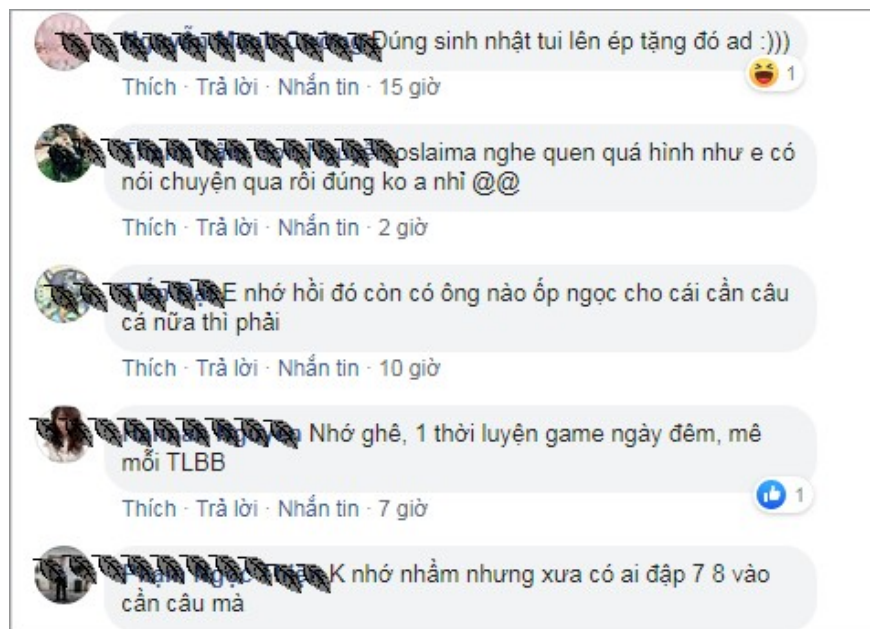 Đúng sinh nhật tui lên ép tặng đó ad :)))
1
Thích · Trả lời · Nhắn tin · 15 giờ
oslaima nghe quen quá hình như e có
nói chuyện qua rồi đúng ko a nhỉ @@
Thích · Trả lời · Nhắn tin · 2 giờ
E nhớ hồi đó còn có ông nào ốp ngọc cho cái cần câu
cá nữa thì phải
Thích · Trả lời · Nhắn tin · 10 giờ
Nhớ ghê, 1 thời luyện game ngày đêm, mê
mỗi TLBB
1
Thích · Trả lời · Nhắn tin · 7 giờ
K nhớ nhầm nhưng xưa có ai đập 7 8 vào
cần câu mà